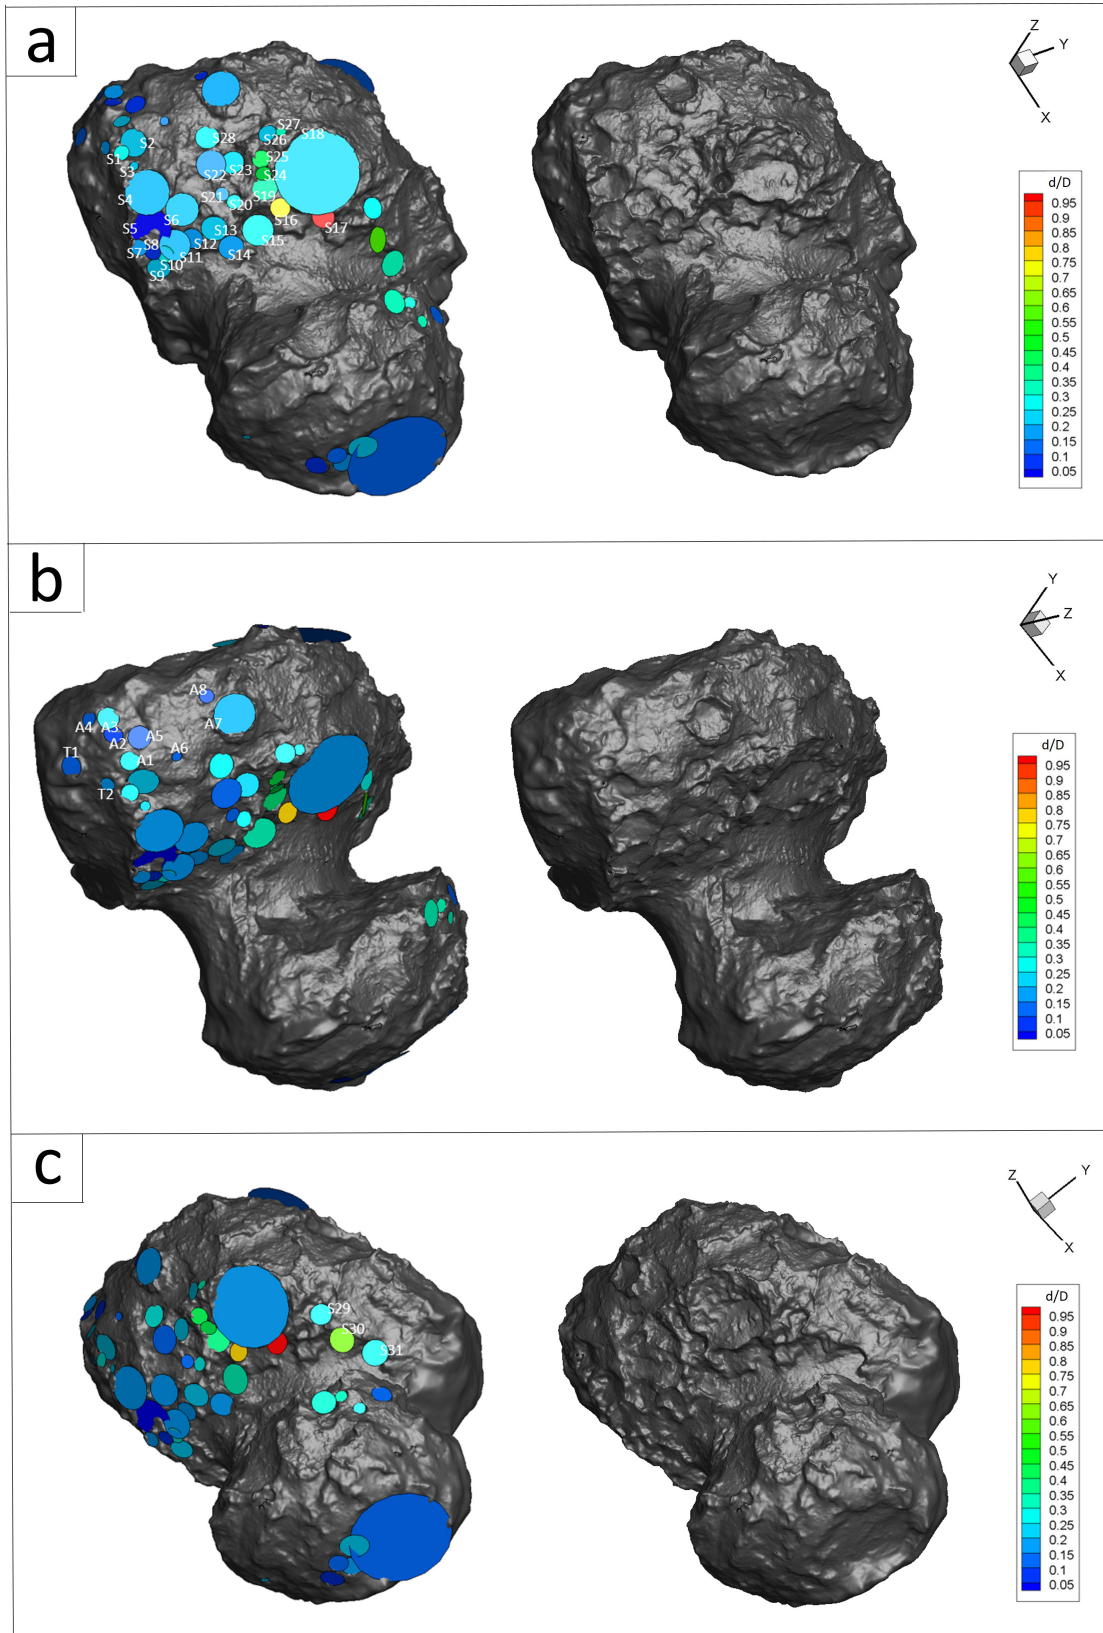 a
Z
Y
X
S27
S18
S28
S26
S2
S1
S25
S23
S3
S22
S24
S21
S19
S4
S20
S6
S16
S5
S13
S17
S8
S12
S15
S7
S14
S10
S11
S9
d/D
0.95
0.9
0.85
0.8
0.75
0.7
0.65
0.6
0.55
0.5
0.45
0.4
0.35
0.3
0.25
0.2
0.15
0.1
0.05
b
Y
Z
X
A8
A4
A3
A7
A2
A5
T1
A6
A1
T2
d/D
0.95
0.9
0.85
0.8
0.75
0.7
0.65
0.6
0.55
0.5
0.45
0.4
0.35
0.3
0.25
0.2
0.15
0.1
0.05
c
Z
Y
X
S29
S30
S31
d/D
0.95
0.9
0.85
0.8
0.75
0.7
0.65
0.6
0.55
0.5
0.45
0.4
0.35
0.3
0.25
0.2
0.15
0.1
0.05